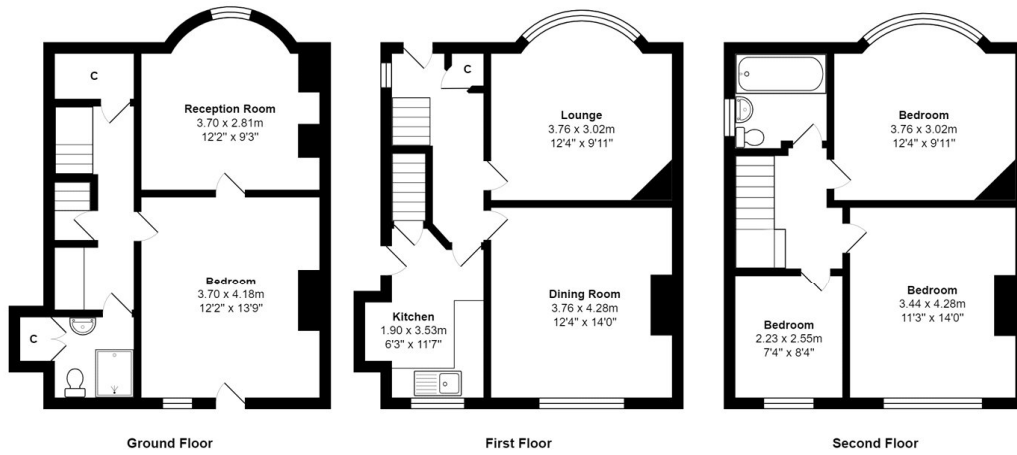 C
Reception Room
3.70 x 2.81m
12'2" x 9'3"
Bedroom
3.70 x 4.18m
12'2" x 13'9"
C
Ground Floor
C
Lounge
3.76 x 3.02m
12'4" x 9'11"
Kitchen
1.90 x 3.53m
6'3" x 11'7"
Dining Room
3.76 x 4.28m
12'4" x 14'0"
First Floor
Bedroom
3.76 x 3.02m
12'4" x 9'11"
Bedroom
2.23 x 2.55m
7'4" x 8'4"
Bedroom
3.44 x 4.28m
11'3" x 14'0"
Second Floor